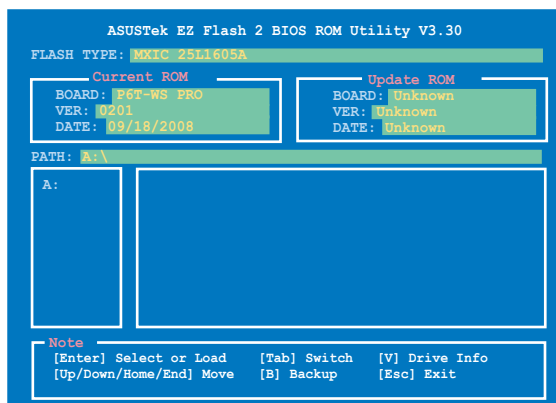 ASUSTek EZ Flash 2 BIOS ROM Utility V3.30
FLASH TYPE: MXIC 25L1605A
Current ROM
BOARD: P6T-WS PRO
VER: 0201
DATE: 09/18/2008
Update ROM
BOARD: Unknown
VER: Unknown
DATE: Unknown
PATH: A:\
A:
Note
[Enter] Select or Load [Tab] Switch [V] Drive Info
[Up/Down/Home/End] Move [B] Backup [Esc] Exit